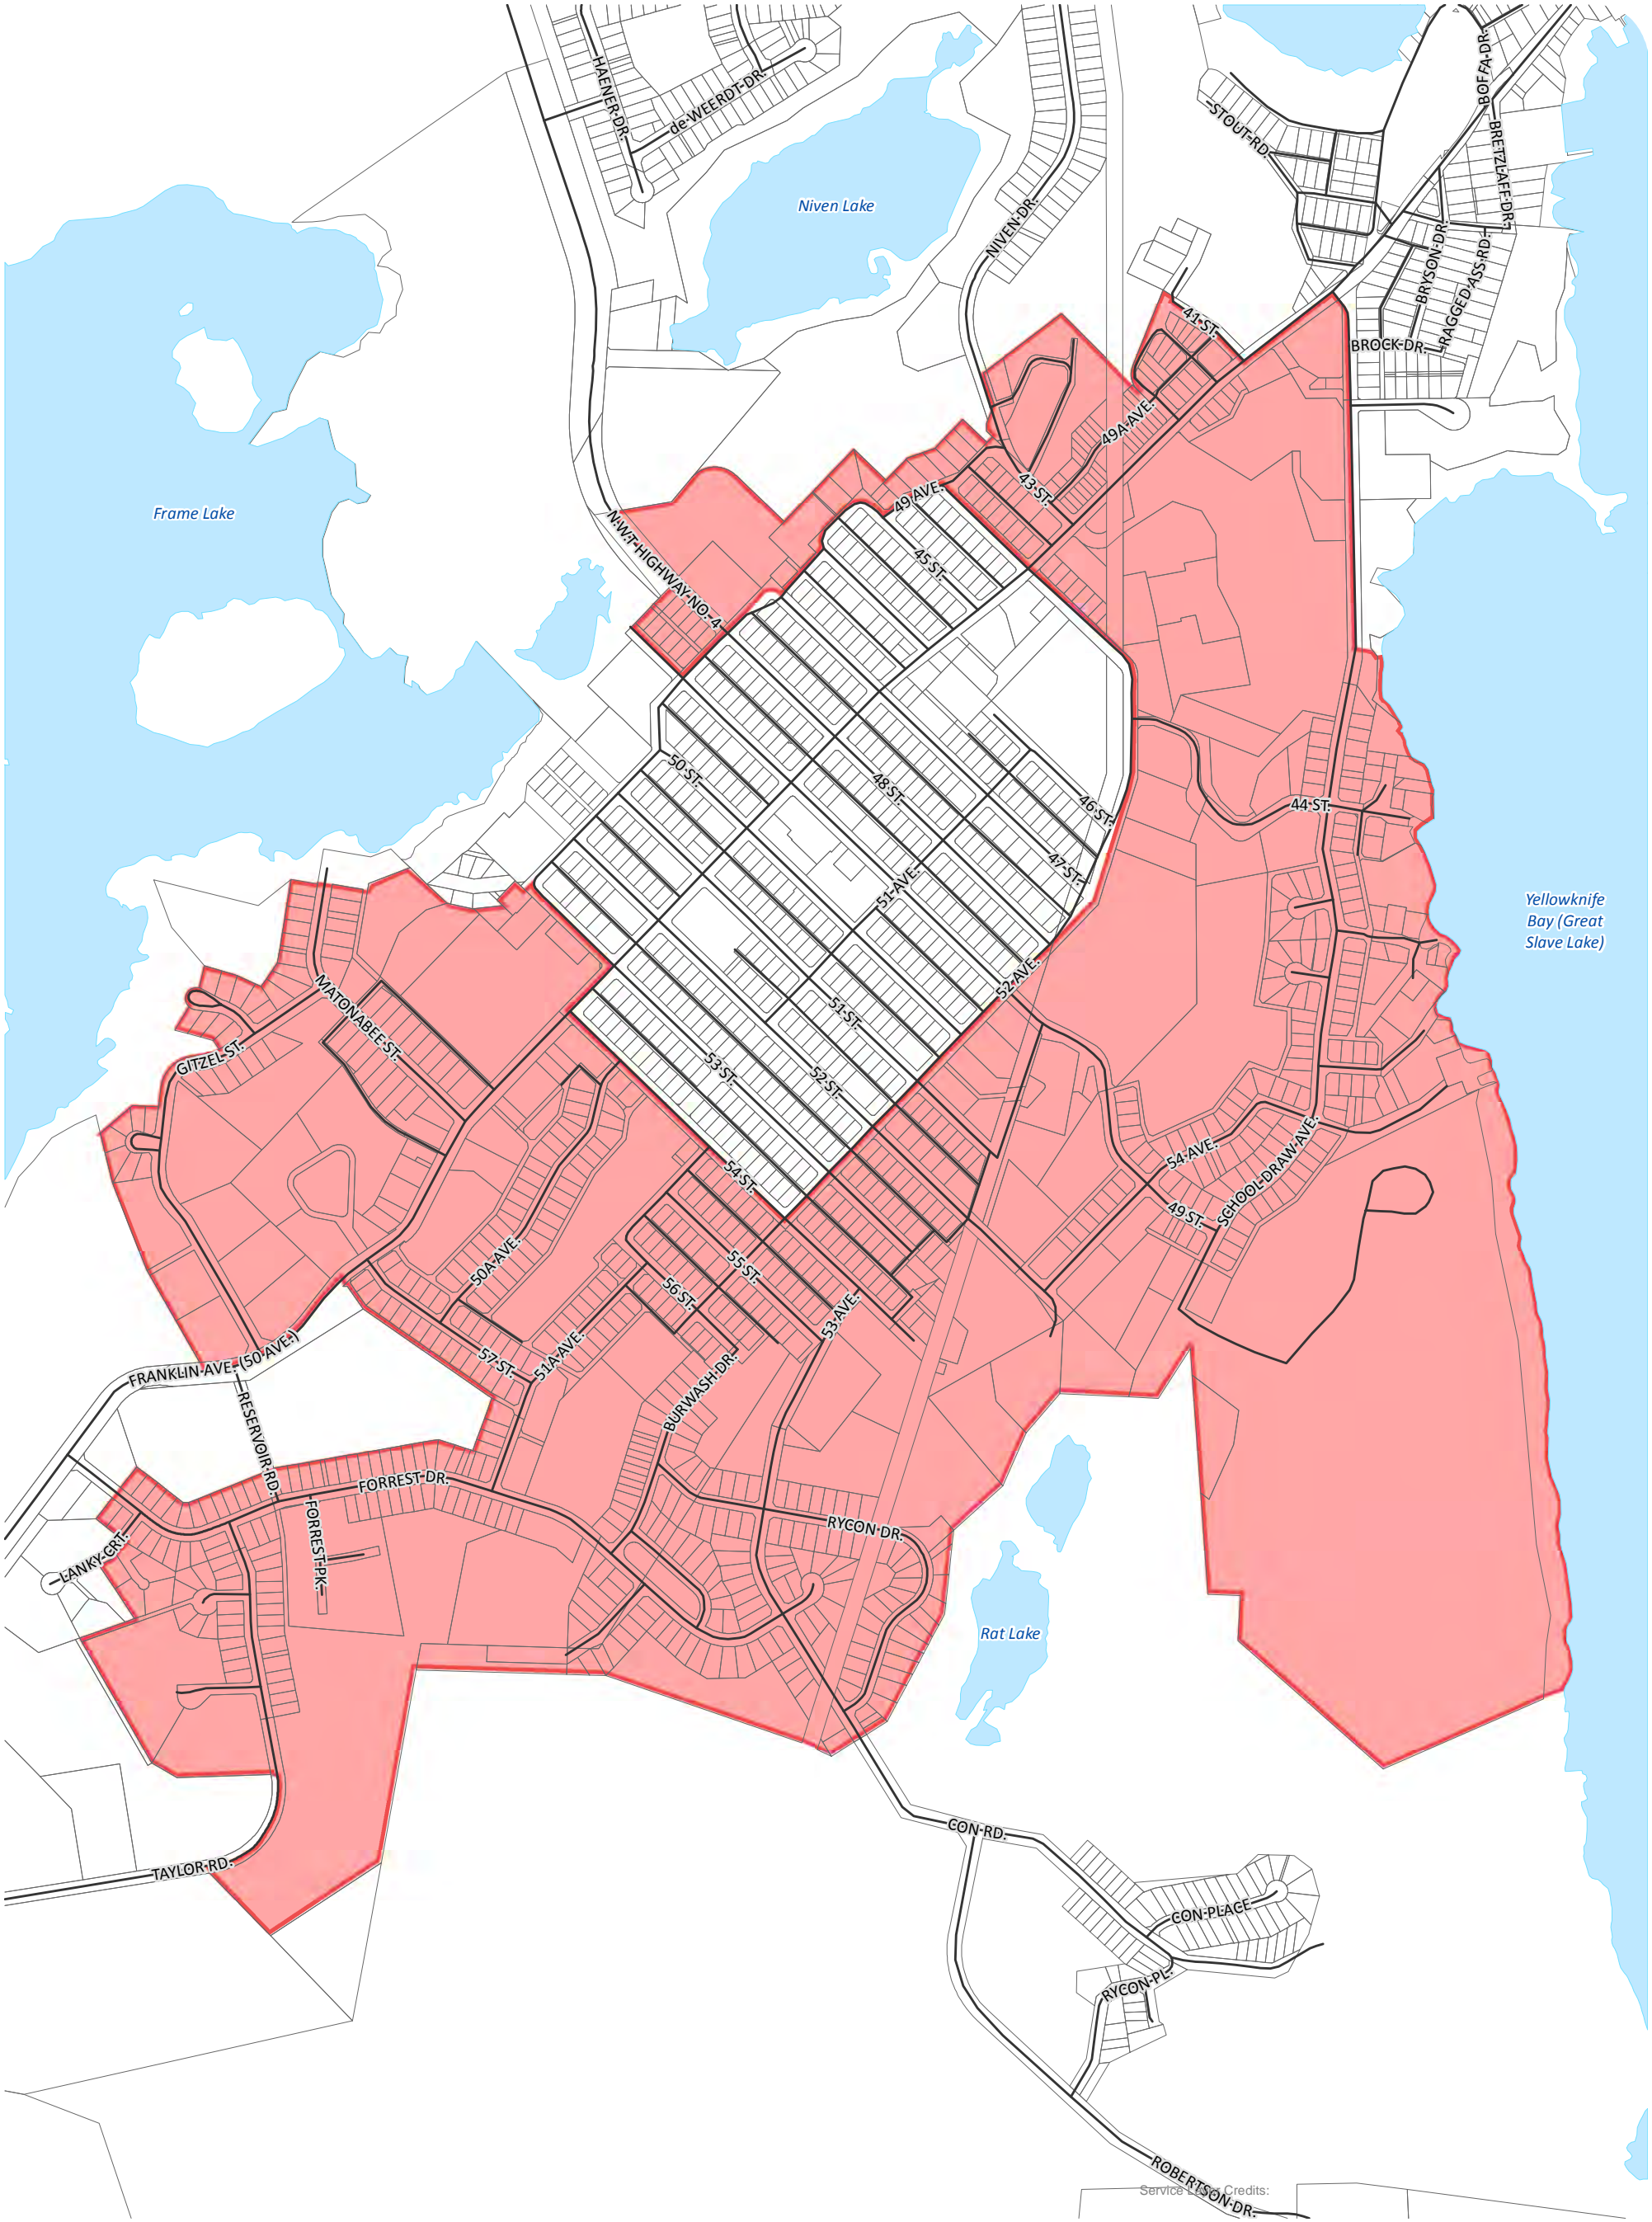 HAENER DR.
de WEERDT DR.
BOFFA DR.
STOUT RD.
BRETZLAFF DR.
Niven Lake
NIVEN DR.
BRYSON DR.
RAGGED ASS RD.
41 ST.
BROCK DR.
49A AVE.
43 ST.
49 AVE.
Frame Lake
N.W.T HIGHWAY NO. 4
45 ST.
50 ST.
48 ST.
46 ST.
44 ST.
47 ST.
51 AVE.
Yellowknife
Bay (Great
Slave Lake)
52 AVE.
MATONABEE ST.
51 ST.
GITZEL ST.
53 ST.
52 ST.
54 ST.
54 AVE.
SCHOOL DRAW AVE.
49 ST.
50A AVE.
55 ST.
56 ST.
53 AVE.
FRANKLIN AVE. (50 AVE.)
57 ST.
51A AVE.
BURWASH DR.
RESERVOIR RD.
FORREST DR.
FORREST PK.
RYCON DR.
LANKY CRT.
Rat Lake
TAYLOR RD.
CON RD.
CON PLACE
RYCON PL.
ROBERTSON DR.
Service Layer Credits: